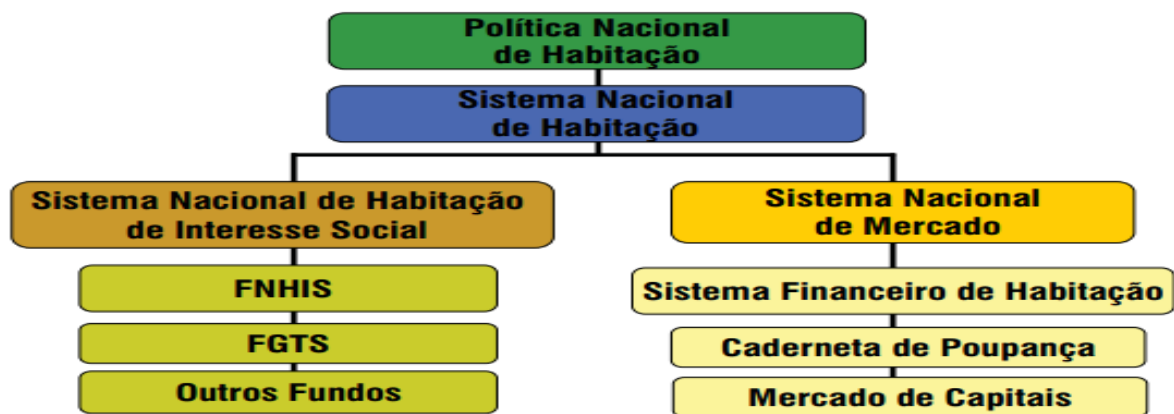 Política Nacional
de Habitação
Sistema Nacional
de Habitação
Sistema Nacional de Habitação
de Interesse Social
FNHIS
FGTS
Outros Fundos
Sistema Nacional
de Mercado
Sistema Financeiro de Habitação
Caderneta de Poupança
Mercado de Capitais